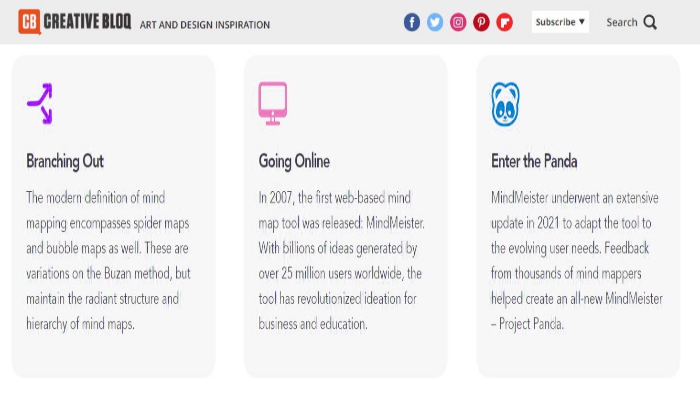 CB CREATIVE BLOQ ART AND DESIGN INSPIRATION Subscribe ▼ Search
Branching Out
The modern definition of mind
mapping encompasses spider maps
and bubble maps as well. These are
variations on the Buzan method, but
maintain the radiant structure and
hierarchy of mind maps.
Going Online
In 2007, the first web-based mind
map tool was released: MindMeister.
With billions of ideas generated by
over 25 million users worldwide, the
tool has revolutionized ideation for
business and education.
Enter the Panda
MindMeister underwent an extensive
update in 2021 to adapt the tool to
the evolving user needs. Feedback
from thousands of mind mappers
helped create an all-new MindMeister
– Project Panda.